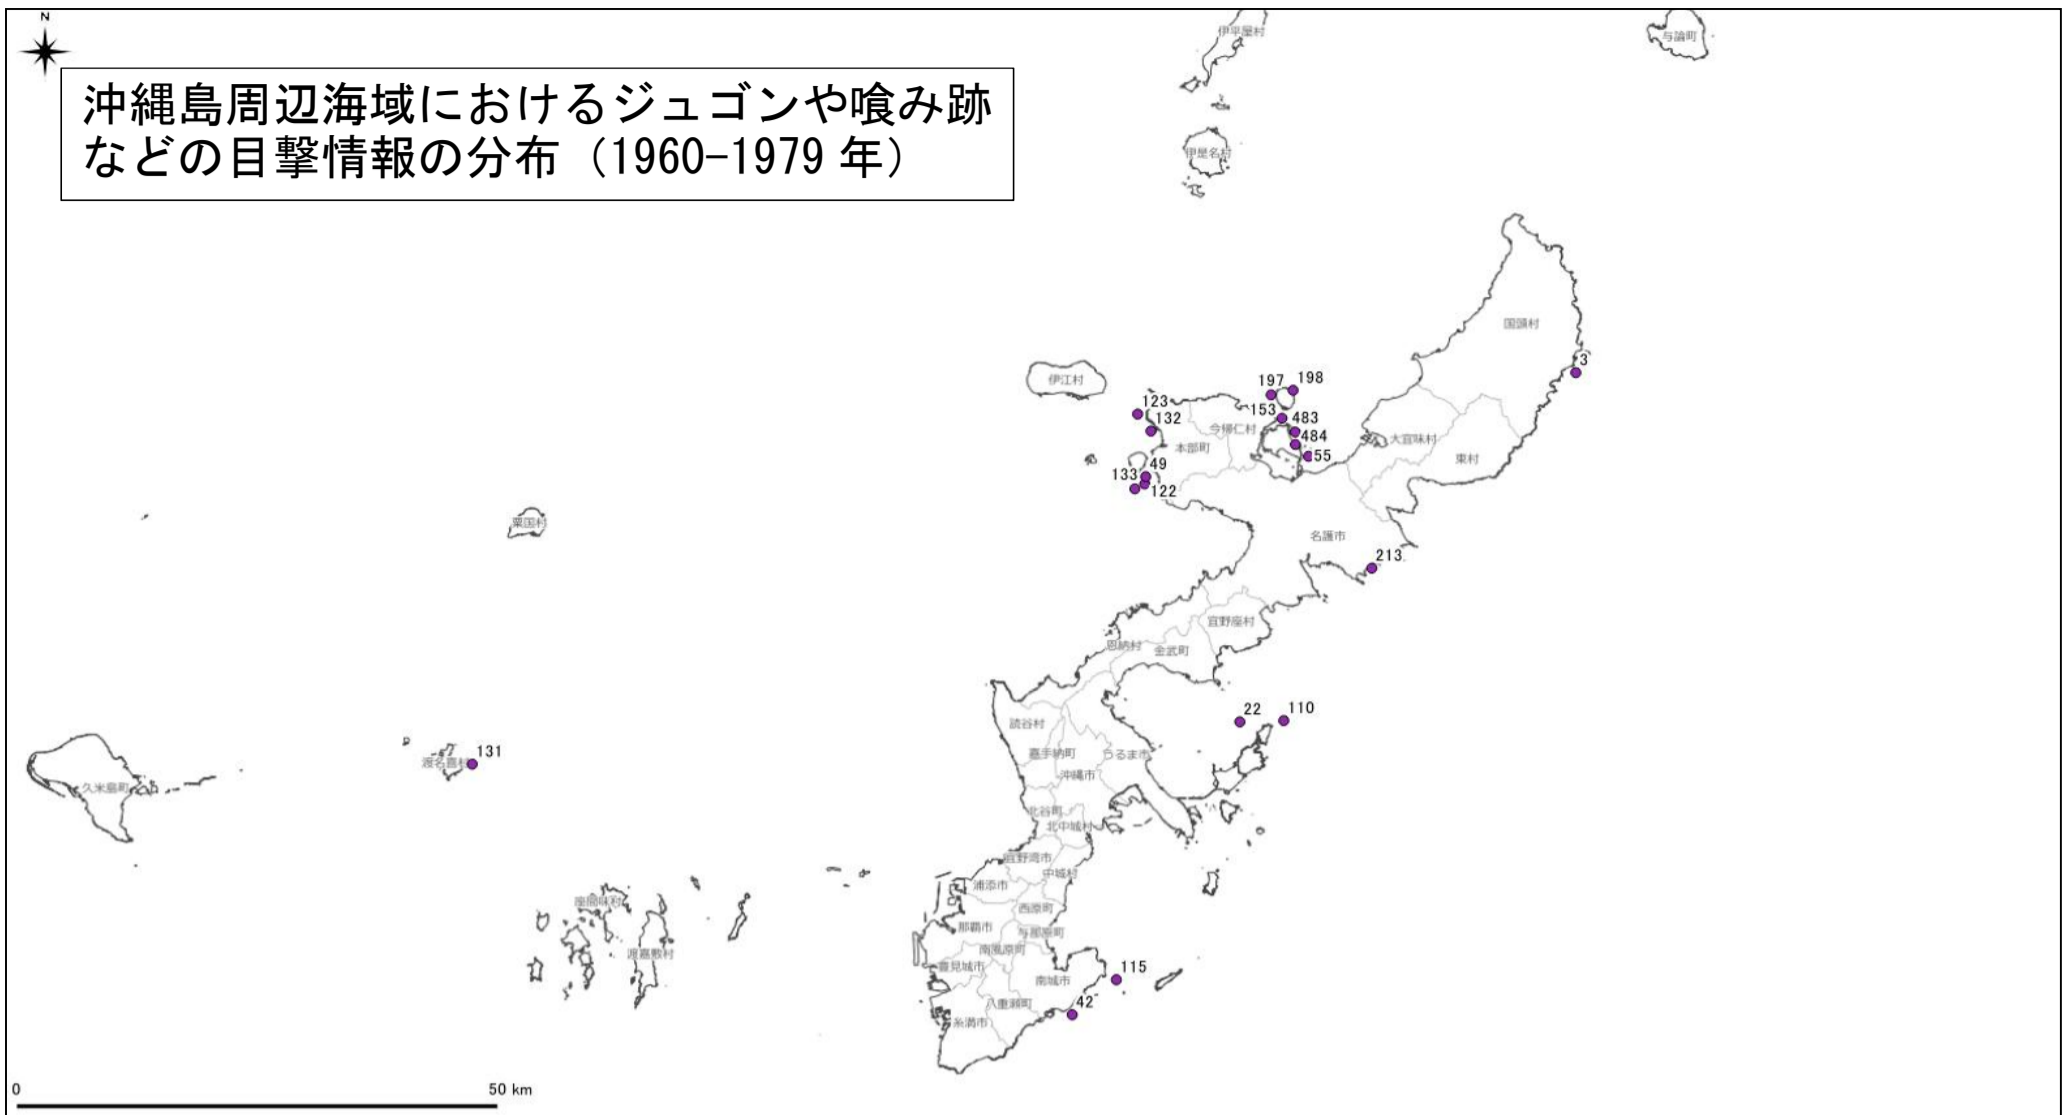 N
沖縄島周辺海域におけるジュゴンや喰み跡
などの目撃情報の分布（1960-1979 年）
伊平屋村
与論町
伊是名村
国頭村
3
伊江村
197
198
123
153
483
132
今帰仁村
484
大宜味村
本部町
55
東村
49
133
122
粟国村
名護市
213
宜野座村
恩納村
金武町
22
110
読谷村
131
嘉手納町
うるま市
渡名喜村
沖縄市
久米島町
北谷町
北中城村
宜野湾市
中城村
浦添市
座間味村
西原町
那覇市
与那原町
南風原町
渡嘉敷村
豊見城市
115
南城市
42
八重瀬町
糸満市
0
50 km